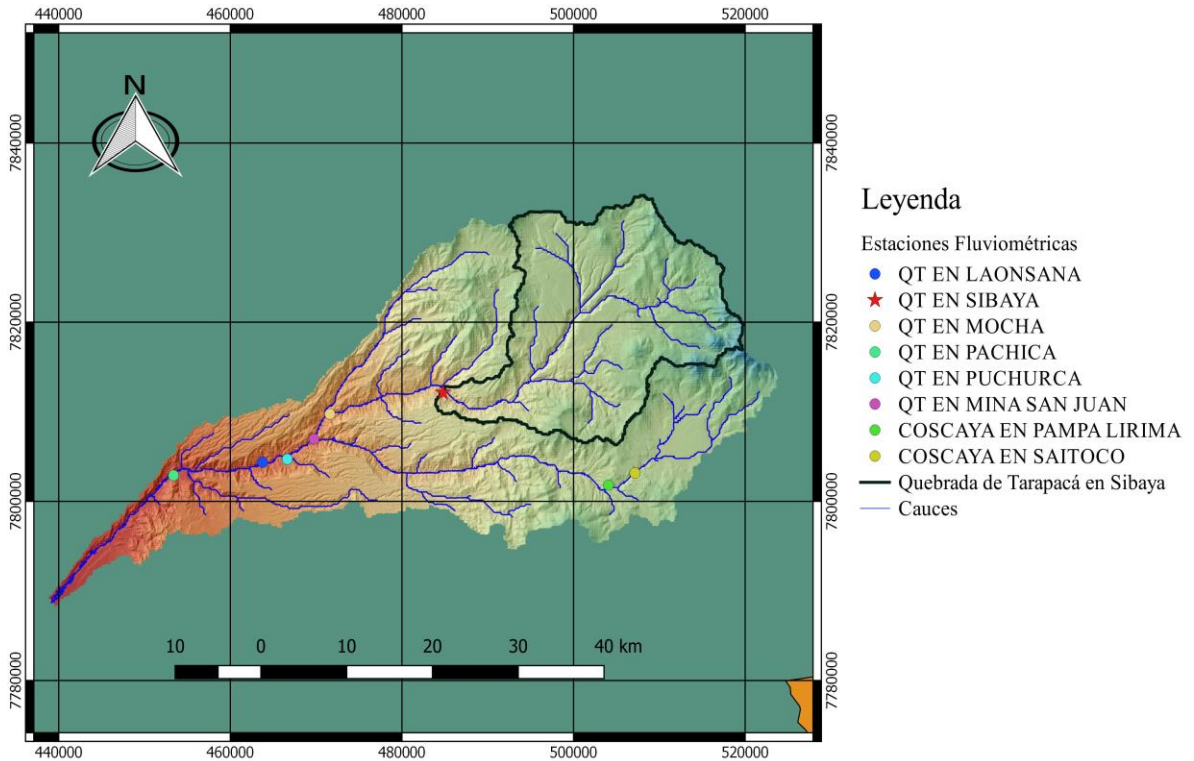 440000 460000 480000 500000 520000
N
7840000 7840000
7820000 7820000
7800000 7800000
7780000 7780000
10 0 10 20 30 40 km
440000 460000 480000 500000 520000
Leyenda
Estaciones Fluviométricas
QT EN LAONSANA
QT EN SIBAYA
QT EN MOCHA
QT EN PACHICA
QT EN PUCHURCA
QT EN MINA SAN JUAN
COSCAYA EN PAMPA LIRIMA
COSCAYA EN SAITOCO
Quebrada de Tarapacá en Sibaya
Cauces